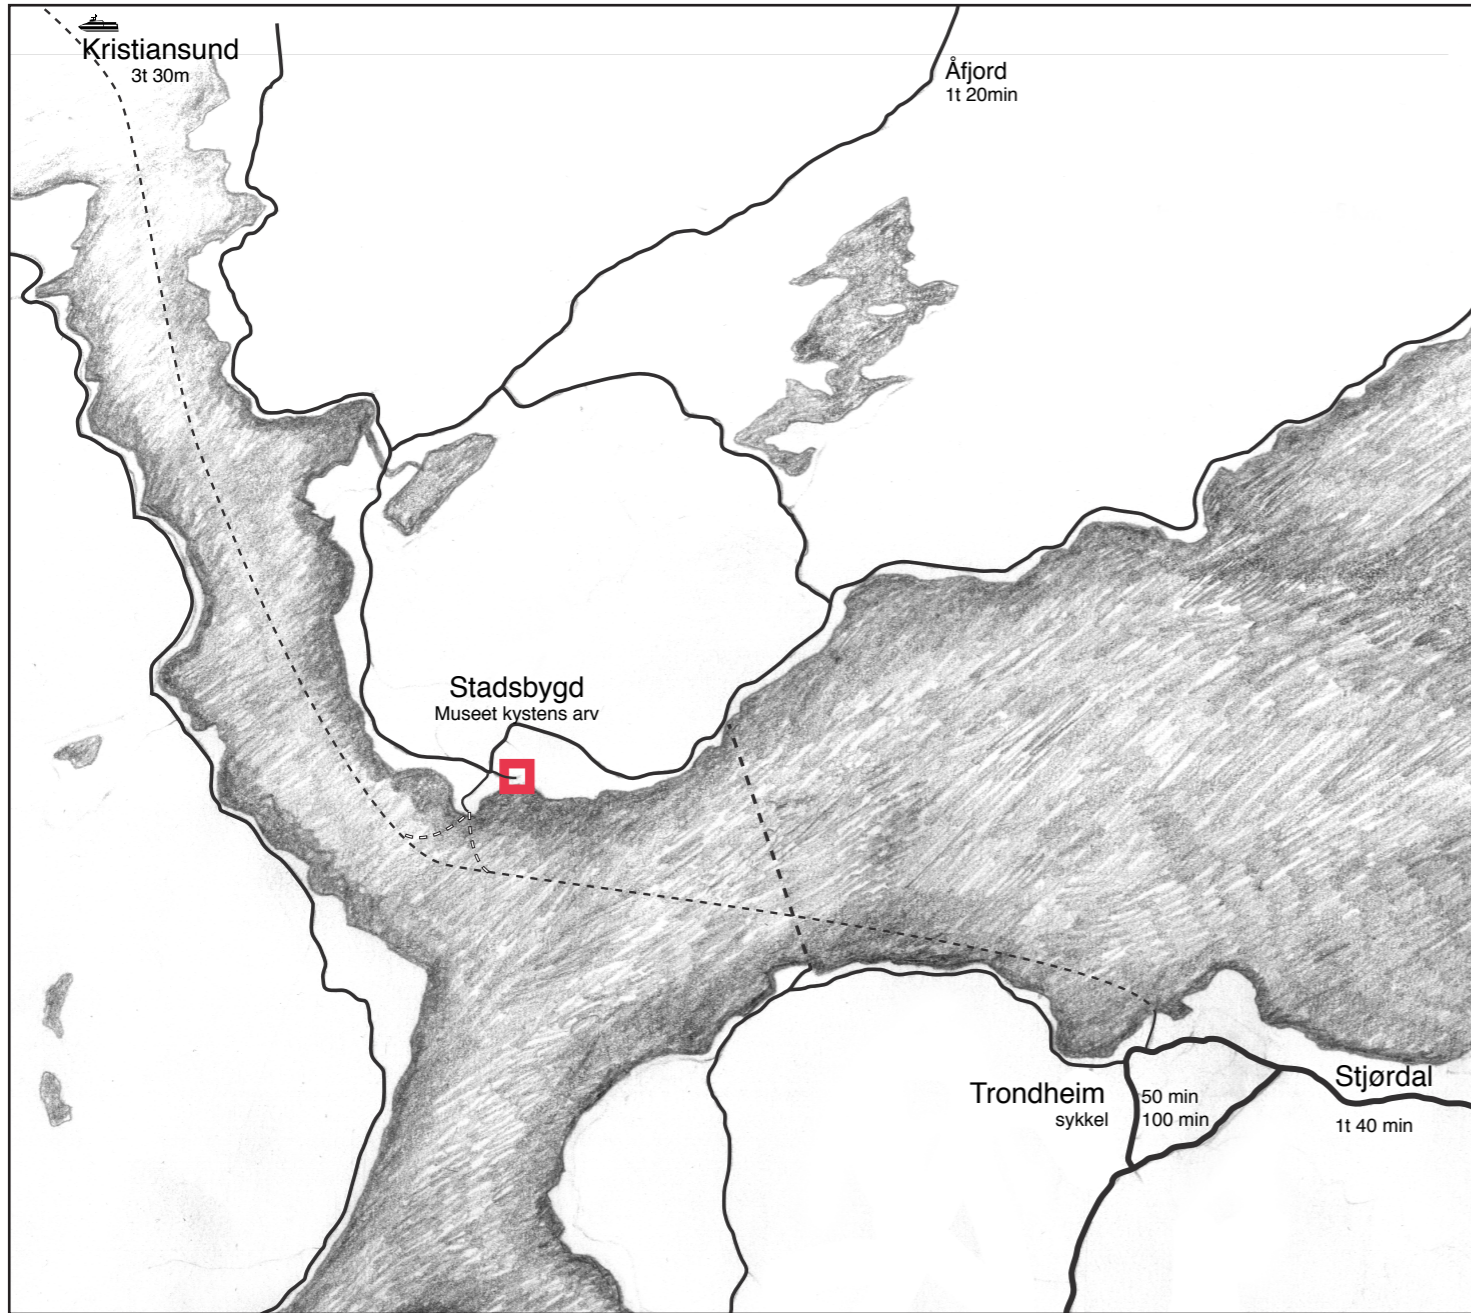 Kristiansund
3t 30m
Åfjord
1t 20min
Stadsbygd
Museet kystens arv
Trondheim
sykkel
50 min
100 min
Stjørdal
1t 40 min